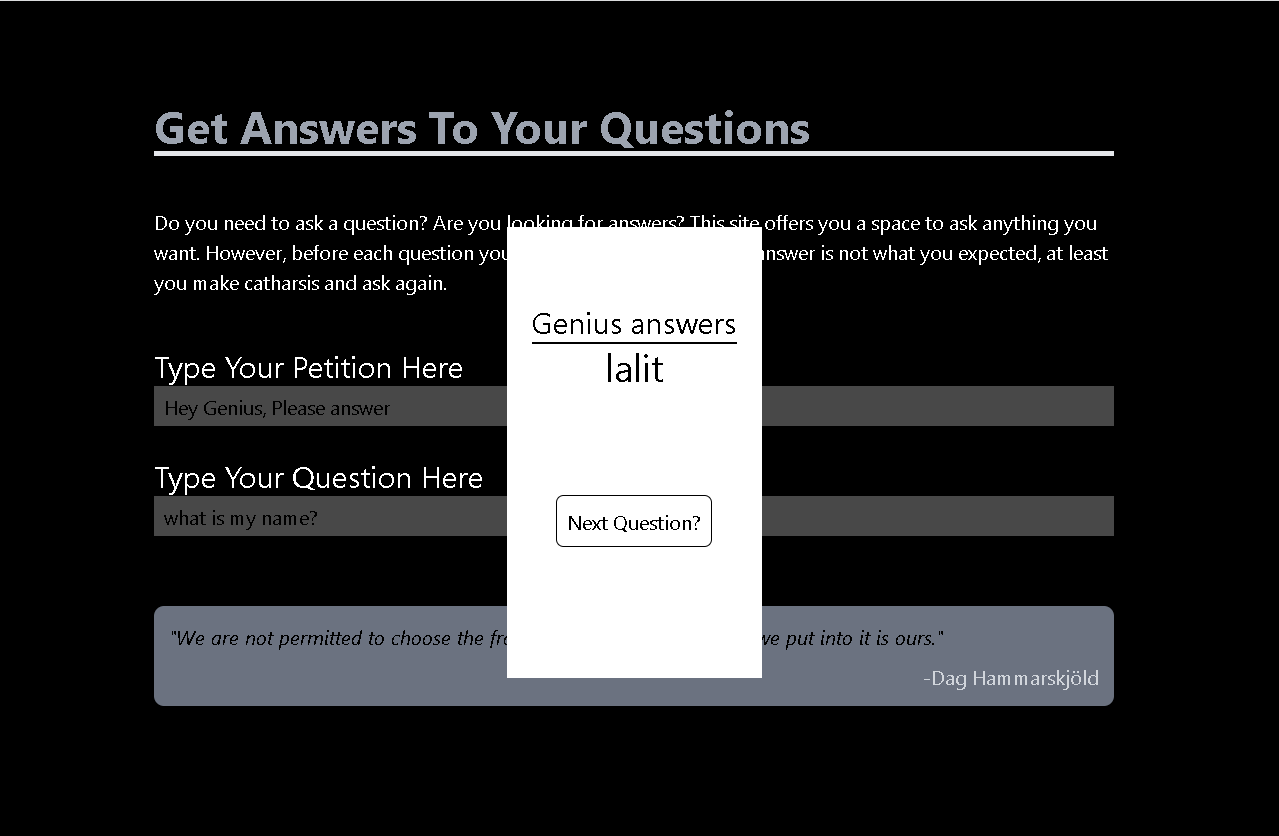 Get Answers To Your Questions
Do you need to ask a question? Are you looking for answers? This site offers you a space to ask anything you
want. However, before each question you answer is not what you expected, at least
you make catharsis and ask again.
Genius answers
lalit
Type Your Petition Here
Hey Genius, Please answer
Type Your Question Here
what is my name?
Next Question?
"We are not permitted to choose the we put into it is ours."
-Dag Hammarskjöld